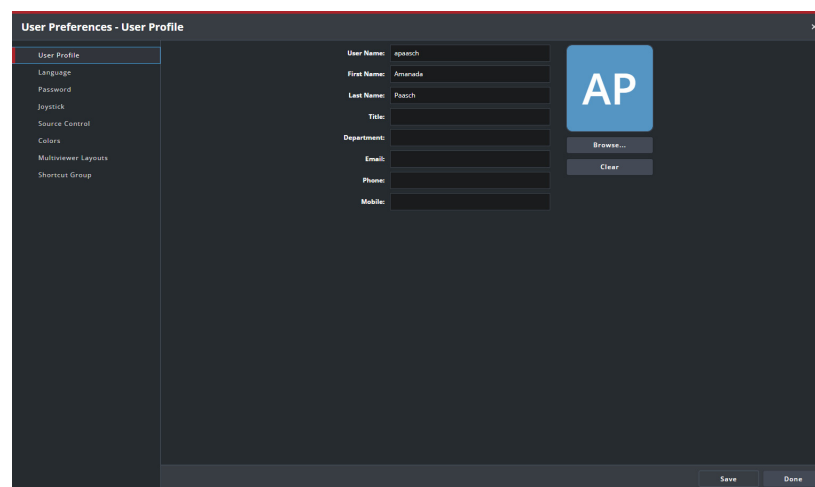 User Preferences - User Profile
User Profile
Language
Password
Joystick
Source Control
Colors
Multiviewer Layouts
Shortcut Group
User Name: apaasch
First Name: Amanada
Last Name: Paasch
Title:
Department:
Email:
Phone:
Mobile:
AP
Browse...
Clear
Save Done